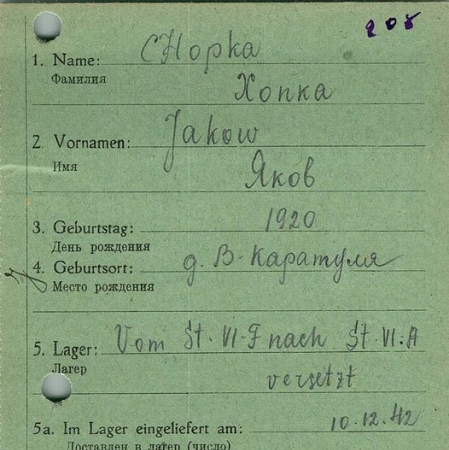 208
1. Name: CHopka
Фамилия
Хопка
2. Vornamen: Jakow
Имя
Яков
3. Geburtstag: 1920
День рождения
4. Geburtsort: д. В-Каратуля
Место рождения
5. Lager: Vom St. VI-F nach St. VI. A
Лагер
versetzt
5a. Im Lager eingeliefert am: 10.12.42
Доставлен в лагер (число)